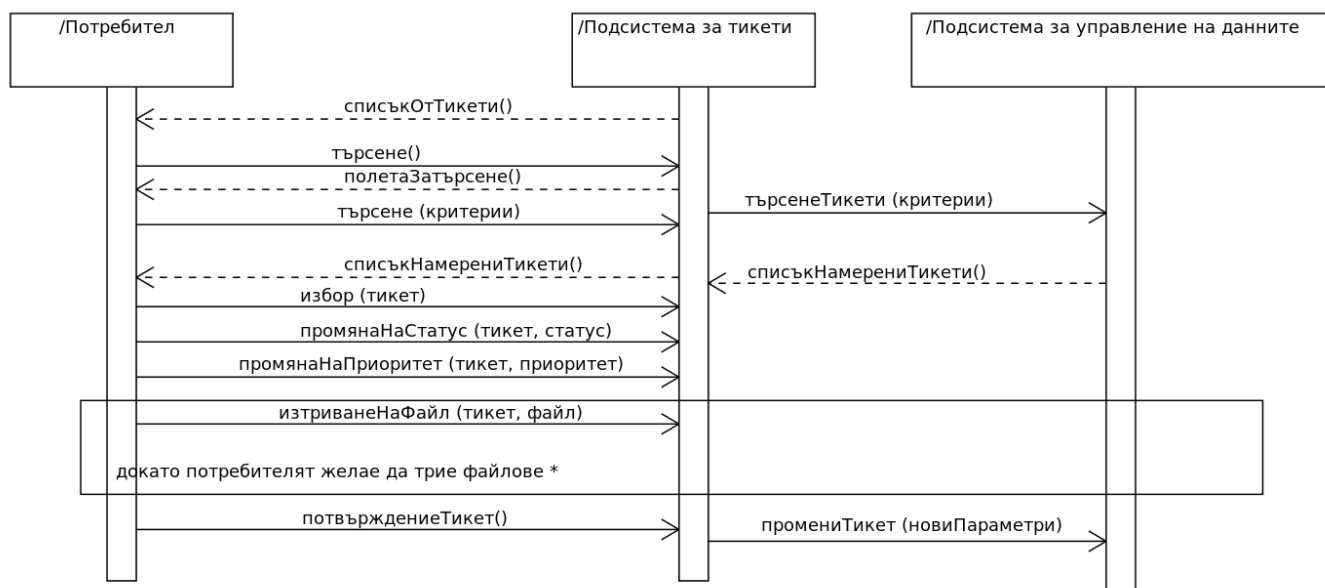 /Потребител
/Подсистема за тикети
/Подсистема за управление на данните
списъкОтТикети()
търсене()
полетаЗатърсене()
търсенеТикети (критерии)
търсене (критерии)
списъкНамерениТикети()
списъкНамерениТикети()
избор (тикет)
промянаНаСтатус (тикет, статус)
промянаНаПриоритет (тикет, приоритет)
изтриванеНаФайл (тикет, файл)
докато потребителят желае да трие файлове *
потвърждениеТикет()
промениТикет (новиПараметри)